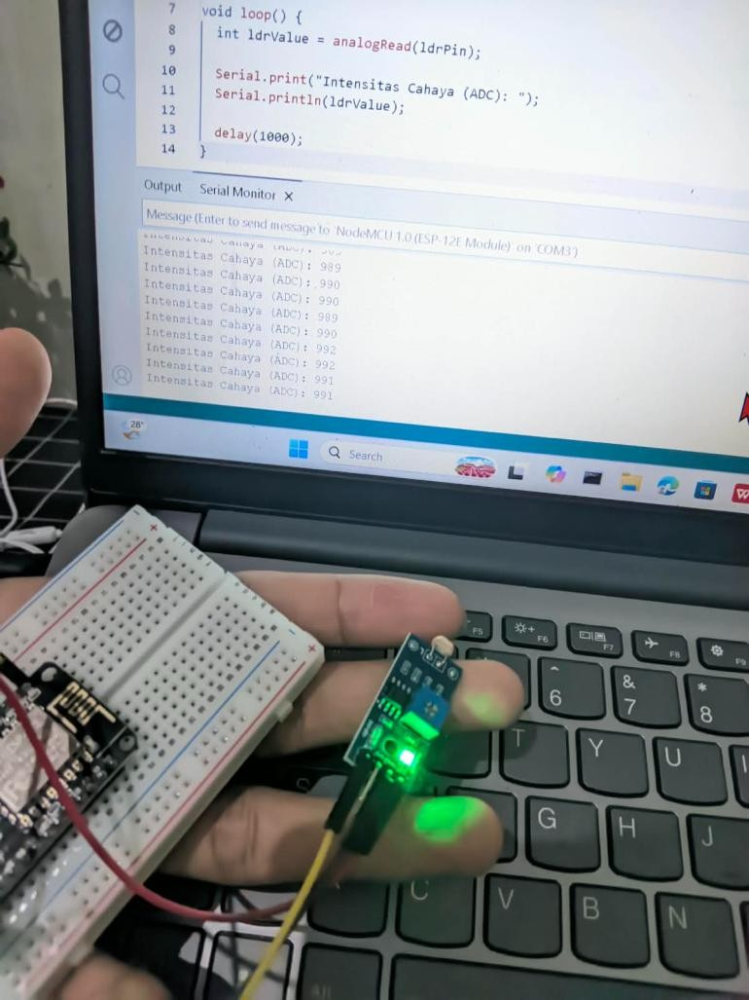 7 void loop() {
8 int ldrValue = analogRead(ldrPin);
9
10 Serial.print("Intensitas Cahaya (ADC): ");
11 Serial.println(ldrValue);
12
13 delay(1000);
14 }
Output Serial Monitor ×
Message (Enter to send message to 'NodeMCU 1.0 (ESP-12E Module)' on 'COM3')
Intensitas Cahaya (ADC):
Intensitas Cahaya (ADC): 989
Intensitas Cahaya (ADC): 990
Intensitas Cahaya (ADC): 990
Intensitas Cahaya (ADC): 989
Intensitas Cahaya (ADC): 990
Intensitas Cahaya (ADC): 992
Intensitas Cahaya (ADC): 992
Intensitas Cahaya (ADC): 991
Intensitas Cahaya (ADC): 991
28°
Search
F5 F6 F7 F8 F9
^ & *
6 7 8
T Y U I
G H J
C V B N
Alt